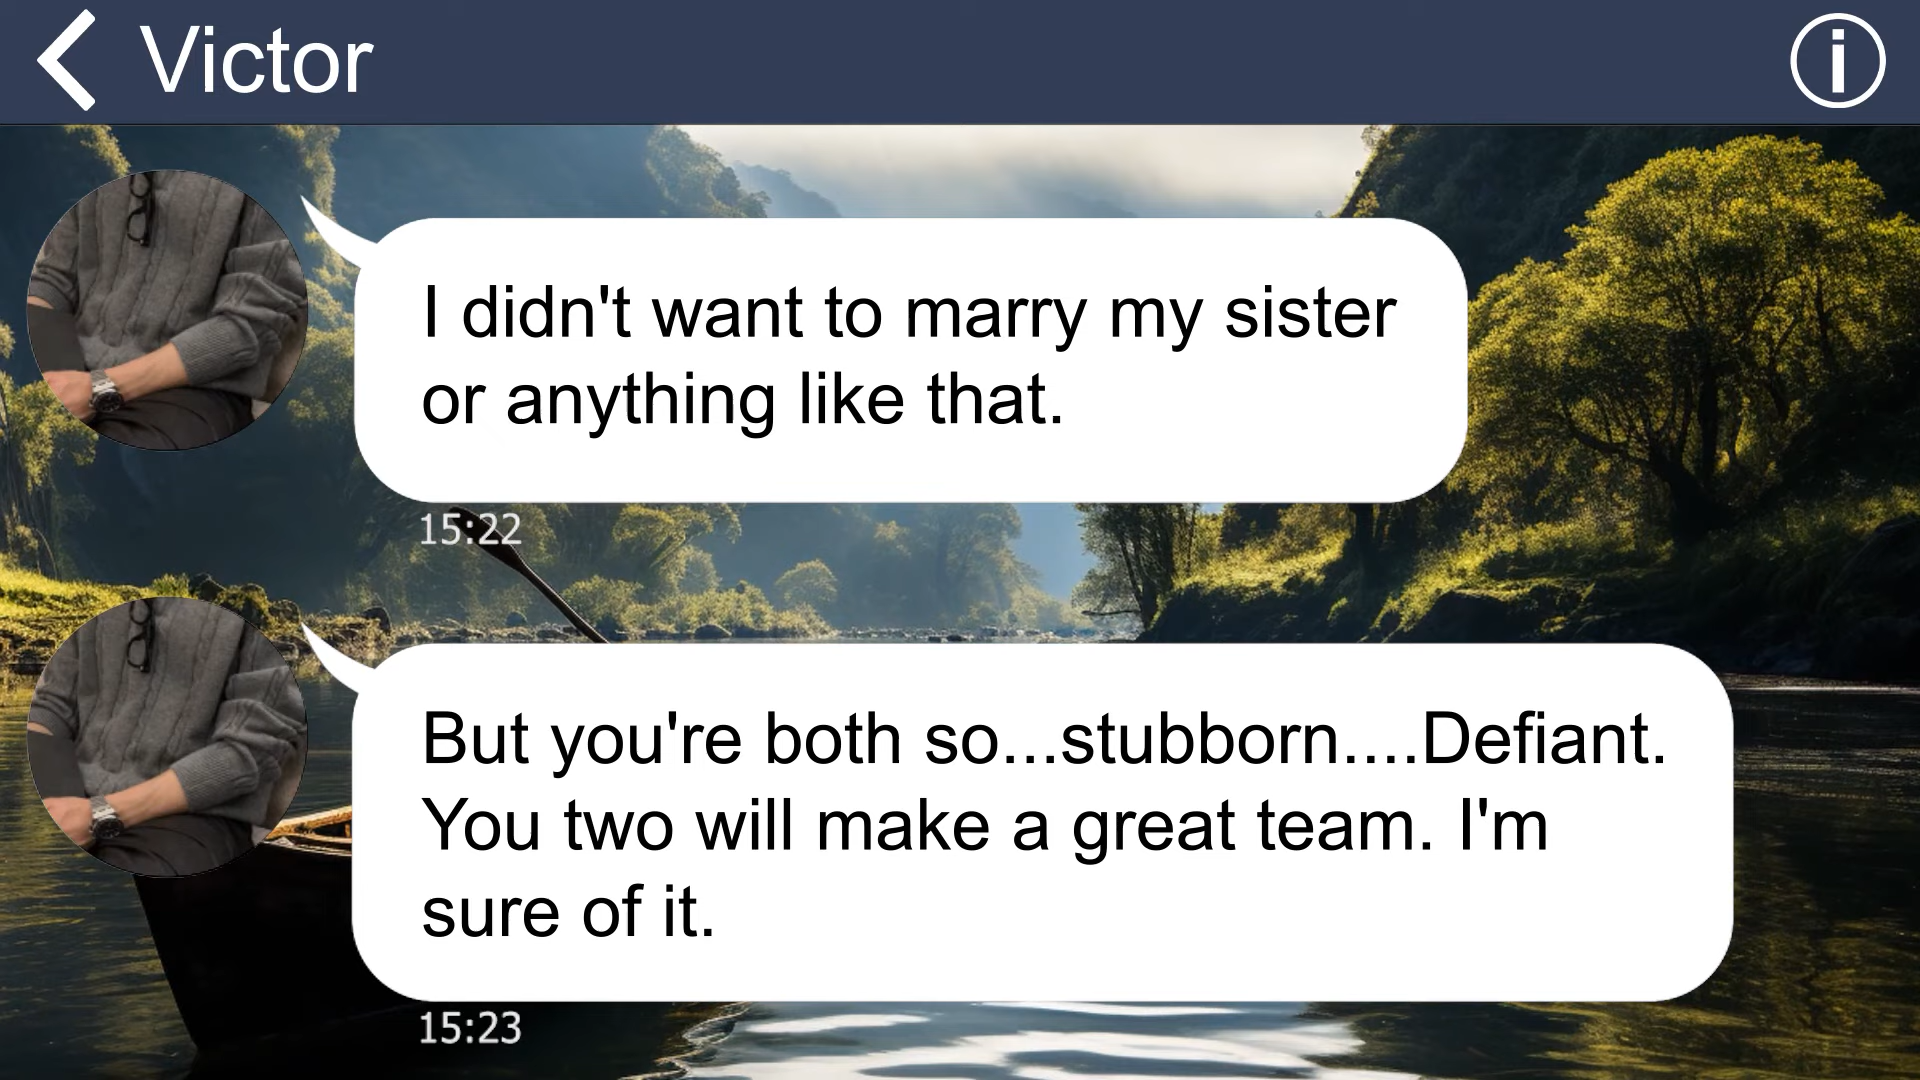 Victor
I didn't want to marry my sister
or anything like that.
15:22
But you're both so...stubborn....Defiant.
You two will make a great team. I'm
sure of it.
15:23